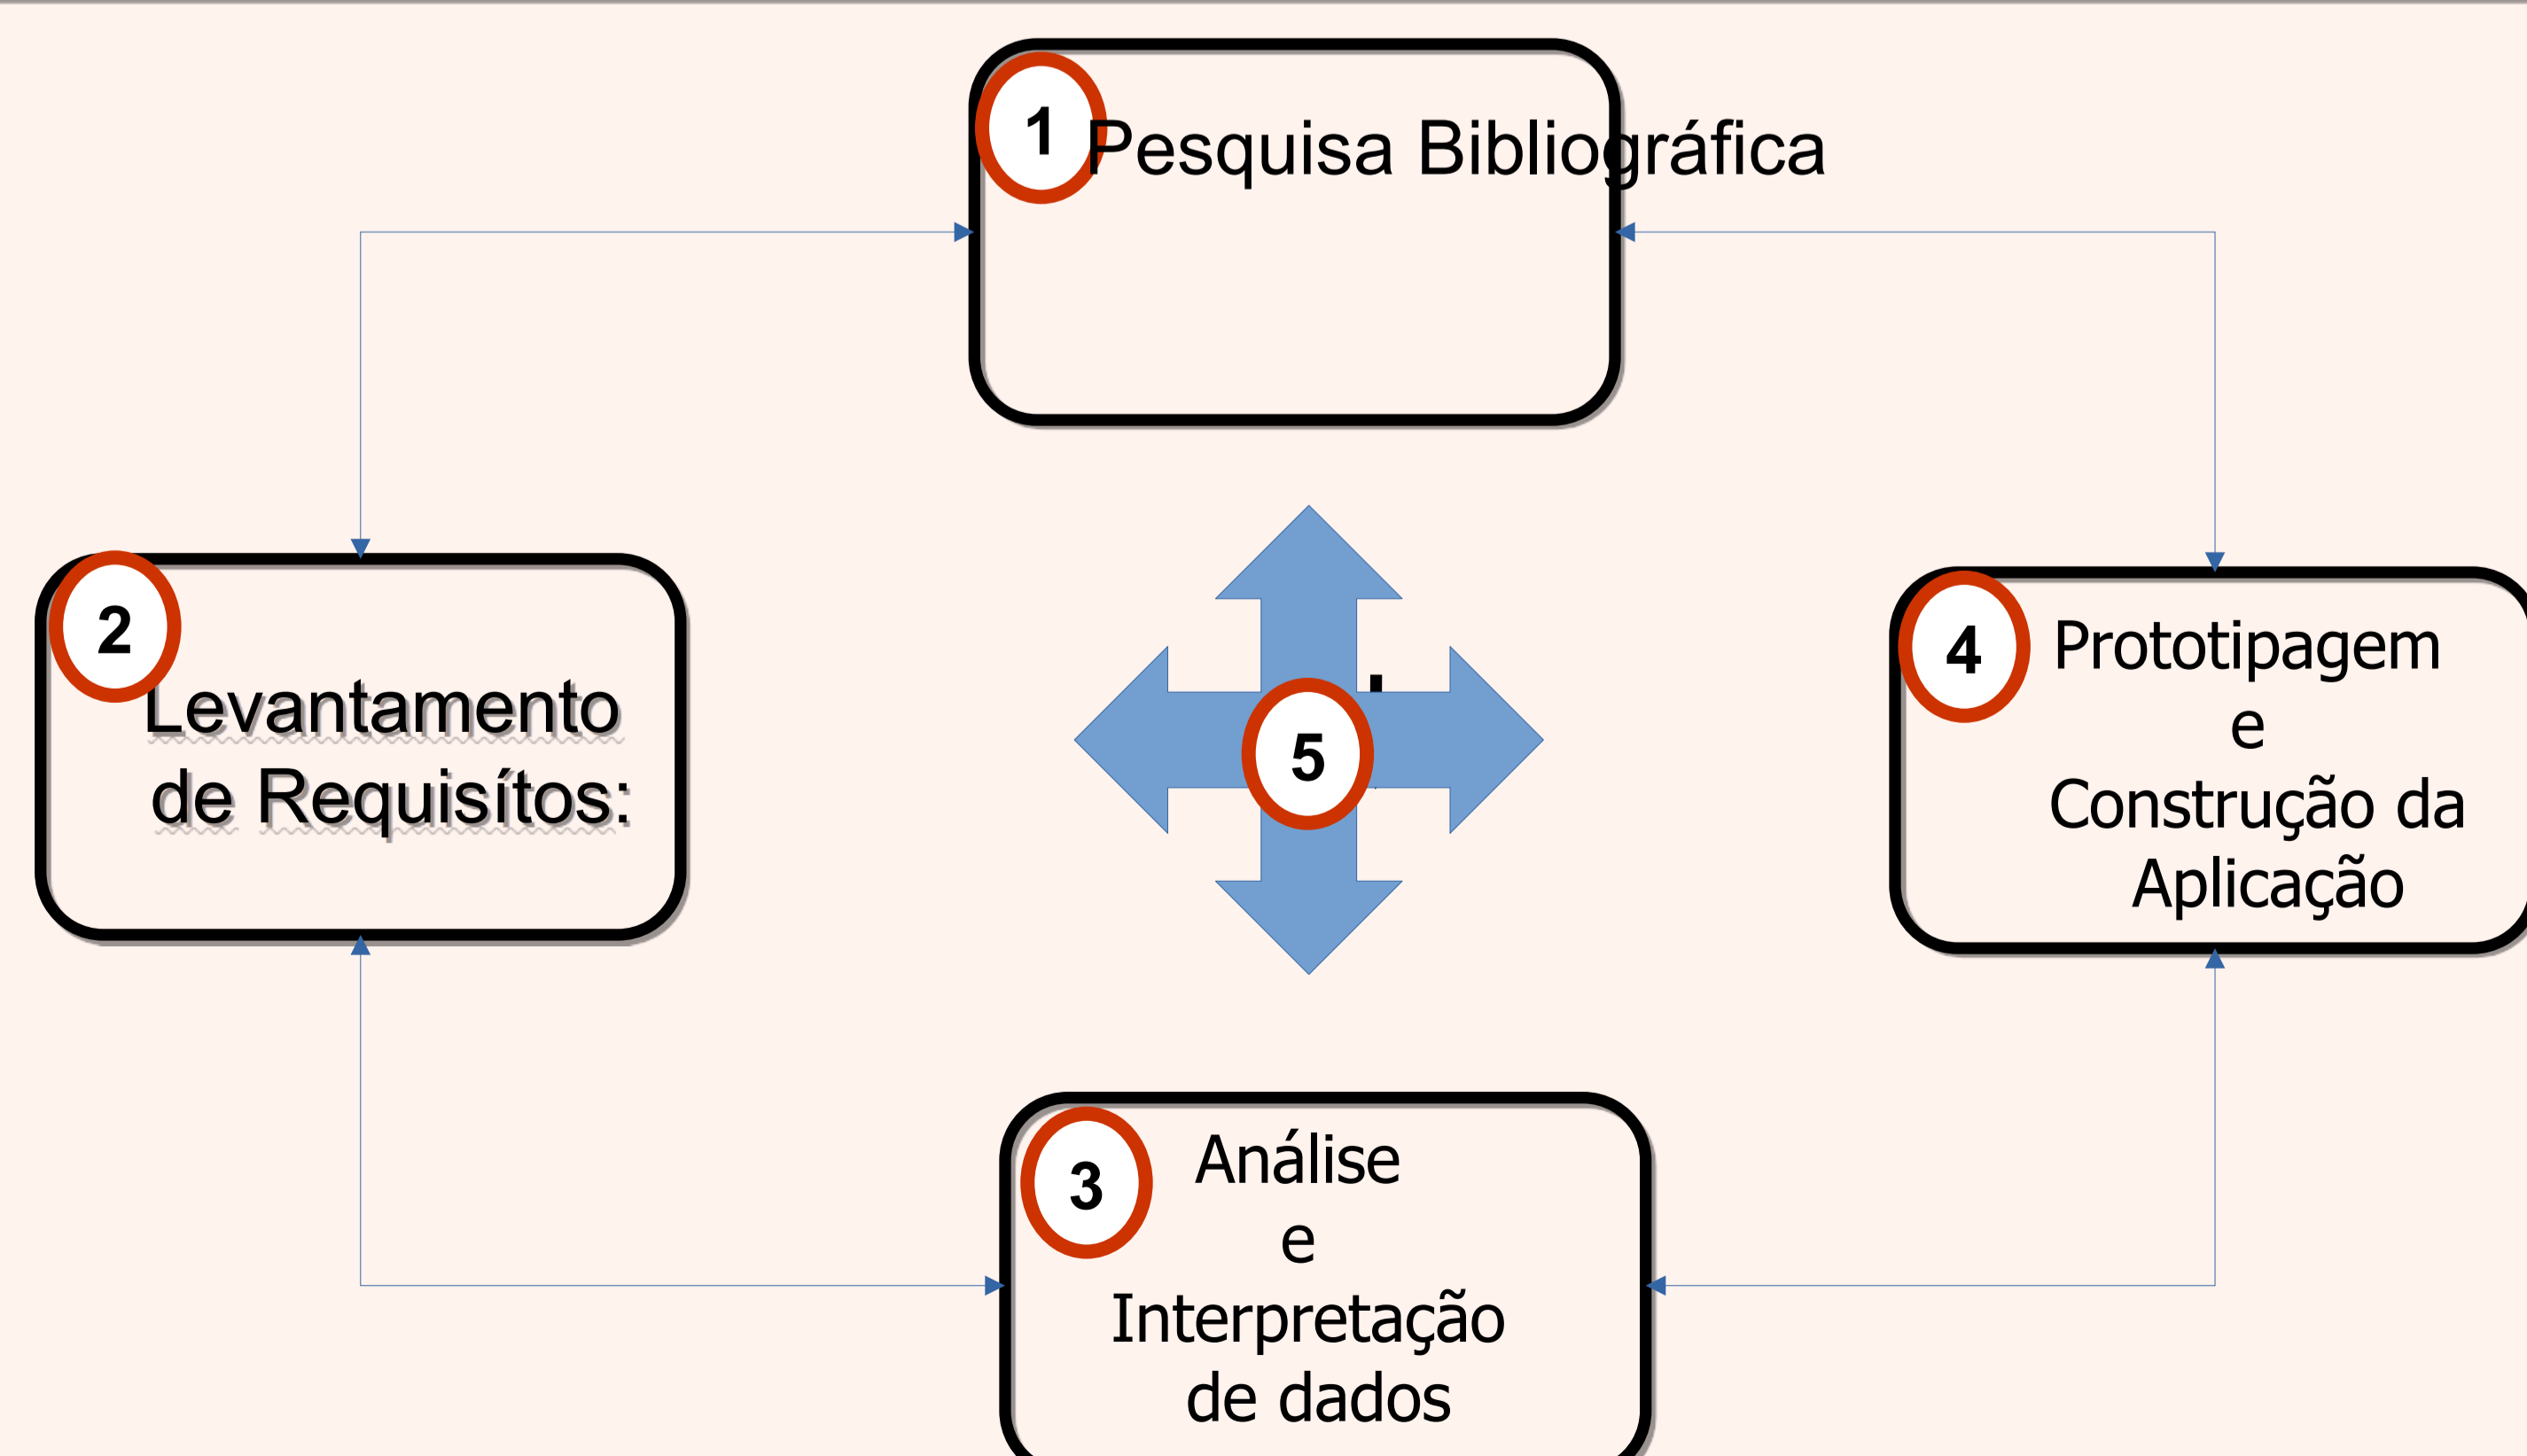 1
Pesquisa Bibliográfica
2
Levantamento
de Requisítos:
5
4
Prototipagem
e
Construção da
Aplicação
3
Análise
e
Interpretação
de dados